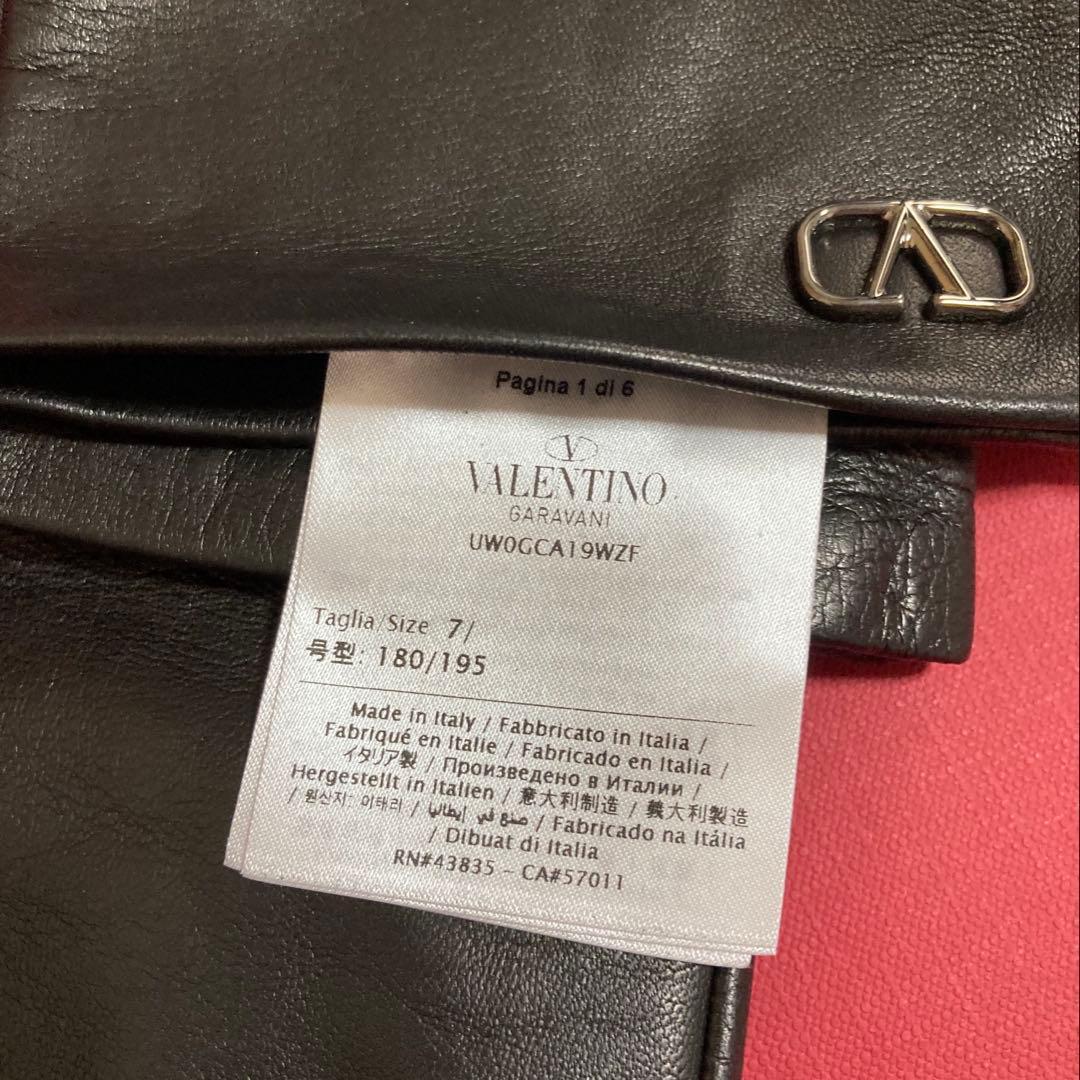 Pagina 1 di 6
V
VALENTINO
GARAVANI
UW0GCA19WZF
Taglia/Size 7/
号型: 180/195
Made in Italy / Fabbricato in Italia /
Fabriqué en Italie / Fabricado en Italia /
イタリア製 / Произведено в Италии /
Hergestellt in Italien / 意大利制造 / 義大利製造
/ 원산지: 이태리 / صنع في إيطاليا / Fabricado na Itália
/ Dibuat di Italia
RN#43835 - CA#57011